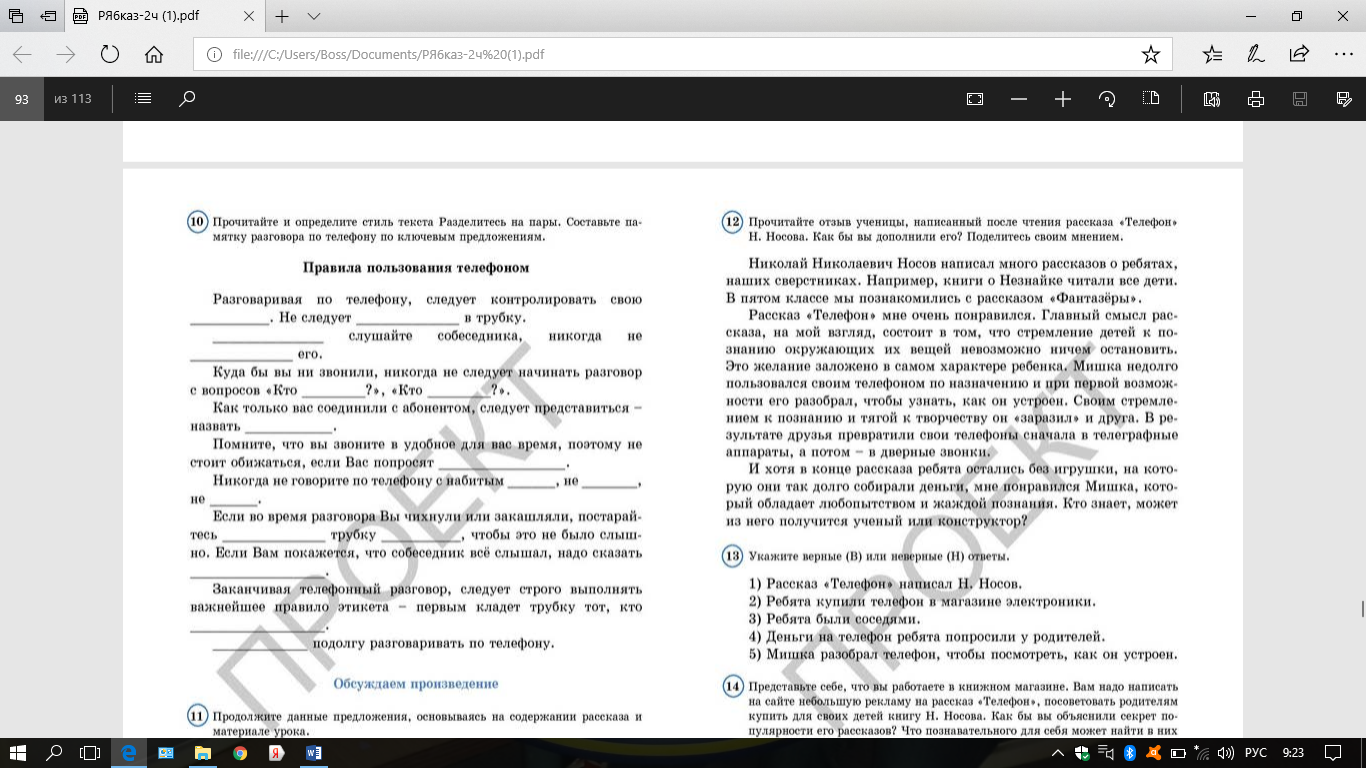 РЯ6каз-2ч (1).pdf
file:///C:/Users/Boss/Documents/РЯ6каз-2ч%20(1).pdf
93 из 113
10 Прочитайте и определите стиль текста Разделитесь на пары. Составьте па-
мятку разговора по телефону по ключевым предложениям.
Правила пользования телефоном
Разговаривая по телефону, следует контролировать свою
____________. Не следует ________________ в трубку.
_________________ слушайте собеседника, никогда не
________________ его.
Куда бы вы ни звонили, никогда не следует начинать разговор
с вопросов «Кто __________?», «Кто __________?».
Как только вас соединили с абонентом, следует представиться –
назвать ______________.
Помните, что вы звоните в удобное для вас время, поэтому не
стоит обижаться, если Вас попросят ____________________.
Никогда не говорите по телефону с набитым _______, не ________,
не _______.
Если во время разговора Вы чихнули или закашляли, постарай-
тесь ________________ трубку ____________, чтобы это не было слыш-
но. Если Вам покажется, что собеседник всё слышал, надо сказать
_____________________.
Заканчивая телефонный разговор, следует строго выполнять
важнейшее правило этикета – первым кладет трубку тот, кто
_____________________.
_______________ подолгу разговаривать по телефону.
Обсуждаем произведение
11 Продолжите данные предложения, основываясь на содержании рассказа и
материале урока.
12 Прочитайте отзыв ученицы, написанный после чтения рассказа «Телефон»
Н. Носова. Как бы вы дополнили его? Поделитесь своим мнением.
Николай Николаевич Носов написал много рассказов о ребятах,
наших сверстниках. Например, книги о Незнайке читали все дети.
В пятом классе мы познакомились с рассказом «Фантазёры».
Рассказ «Телефон» мне очень понравился. Главный смысл рас-
сказа, на мой взгляд, состоит в том, что стремление детей к по-
знанию окружающих их вещей невозможно ничем остановить.
Это желание заложено в самом характере ребенка. Мишка недолго
пользовался своим телефоном по назначению и при первой возмож-
ности его разобрал, чтобы узнать, как он устроен. Своим стремле-
нием к познанию и тягой к творчеству он «заразил» и друга. В ре-
зультате друзья превратили свои телефоны сначала в телеграфные
аппараты, а потом – в дверные звонки.
И хотя в конце рассказа ребята остались без игрушки, на кото-
рую они так долго собирали деньги, мне понравился Мишка, кото-
рый обладает любопытством и жаждой познания. Кто знает, может
из него получится ученый или конструктор?
13 Укажите верные (В) или неверные (Н) ответы.
1) Рассказ «Телефон» написал Н. Носов.
2) Ребята купили телефон в магазине электроники.
3) Ребята были соседями.
4) Деньги на телефон ребята попросили у родителей.
5) Мишка разобрал телефон, чтобы посмотреть, как он устроен.
14 Представьте себе, что вы работаете в книжном магазине. Вам надо написать
на сайте небольшую рекламу на рассказ «Телефон», посоветовать родителям
купить для своих детей книгу Н. Носова. Как бы вы объяснили секрет по-
пулярности его рассказов? Что познавательного для себя может найти в них
ПРОЕКТ
ПРОЕКТ
РУС 9:23